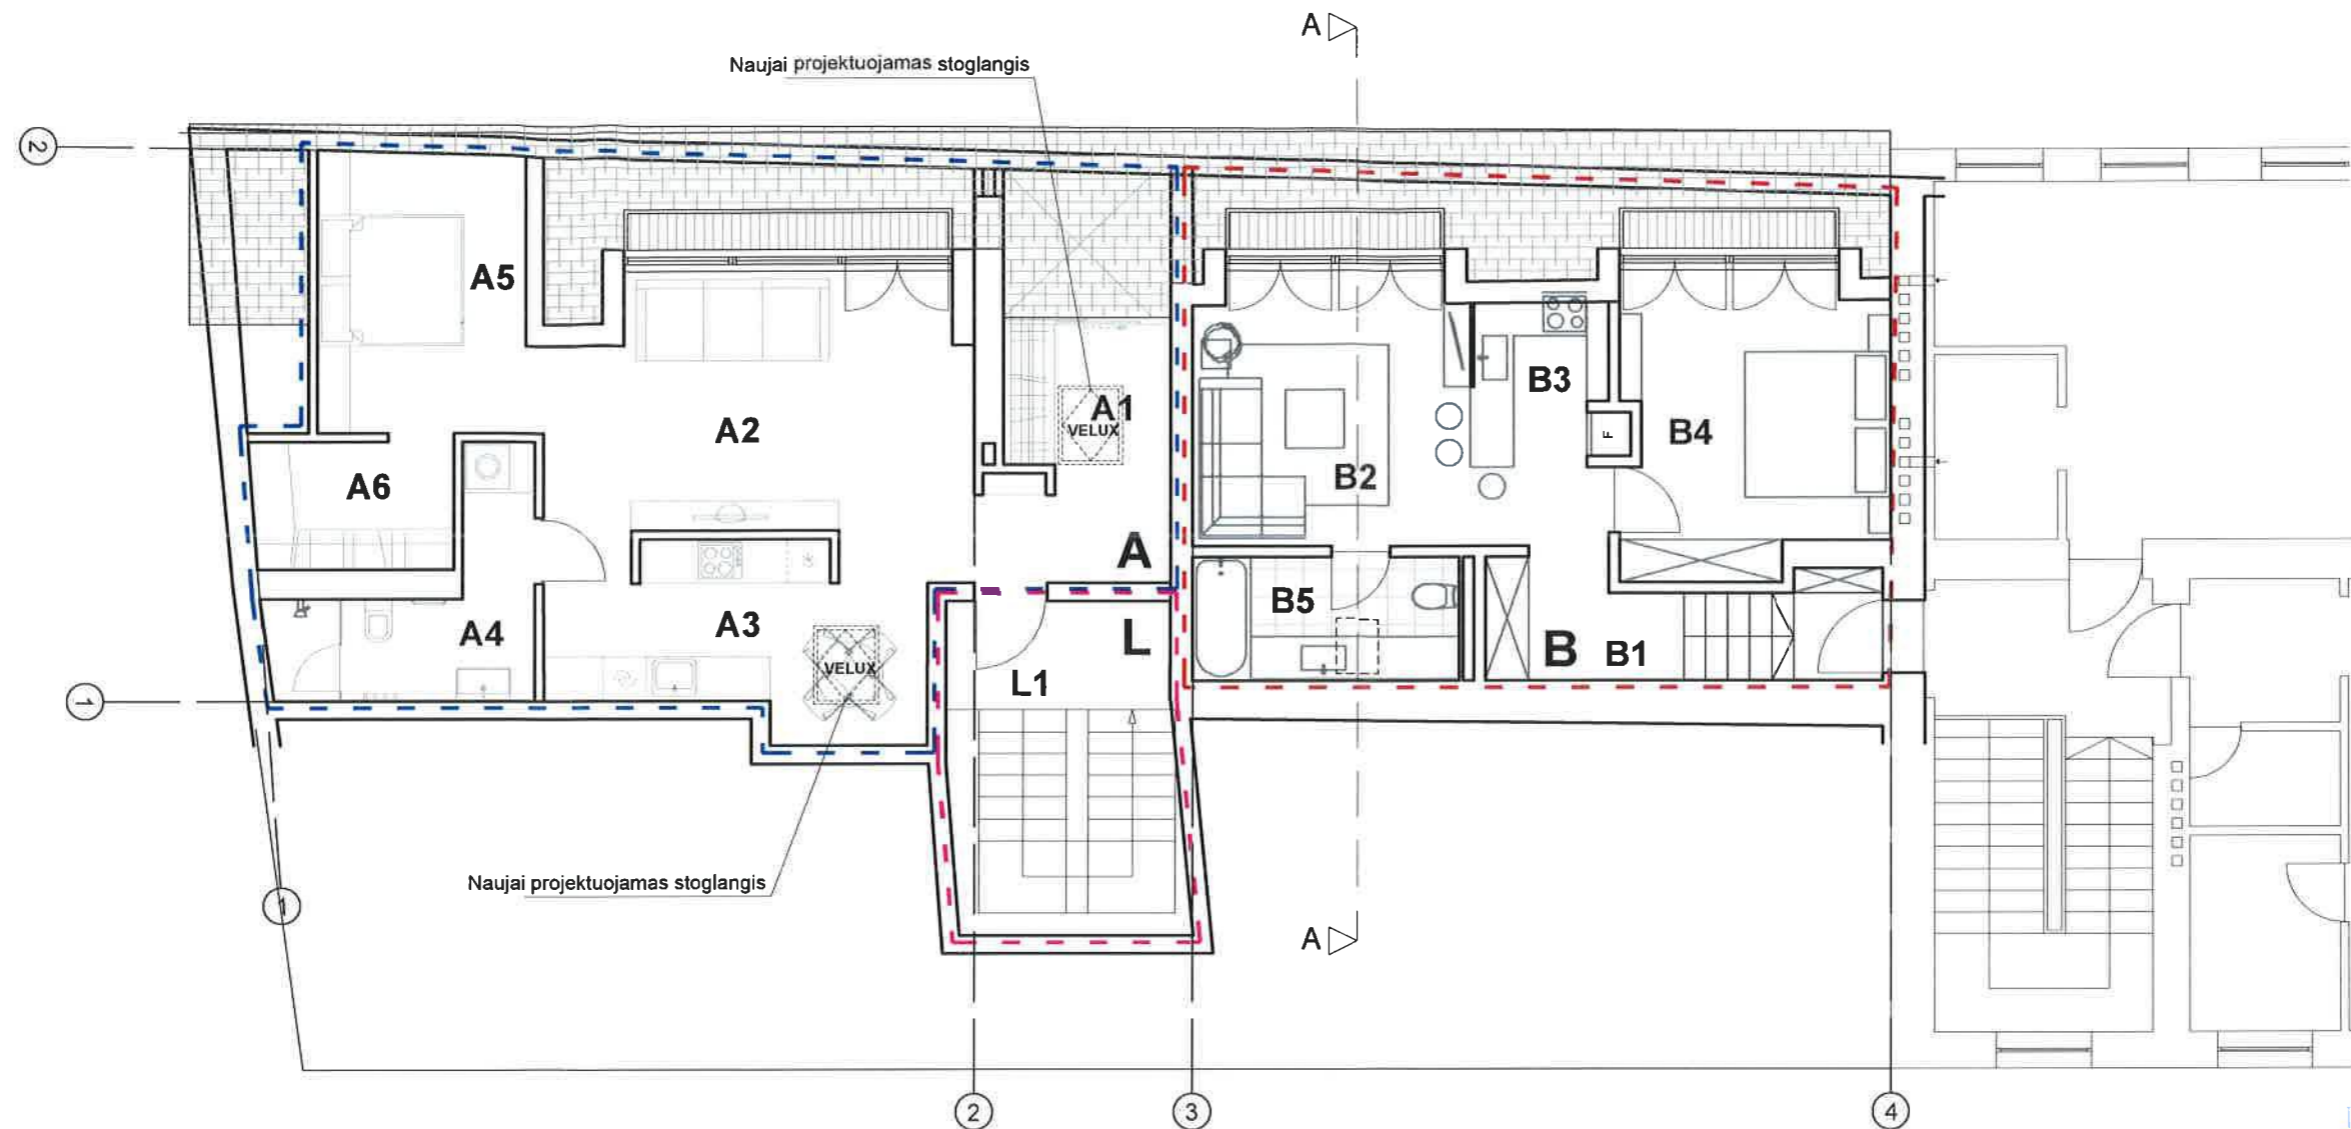 A
Naujai projektuojamas stoglangis
2
A5
A1
VELUX
A2
B3
F
B4
A6
B2
A
B5
A3
A4
L
B
B1
VELUX
L1
1
Naujai projektuojamas stoglangis
1
A
2
3
4